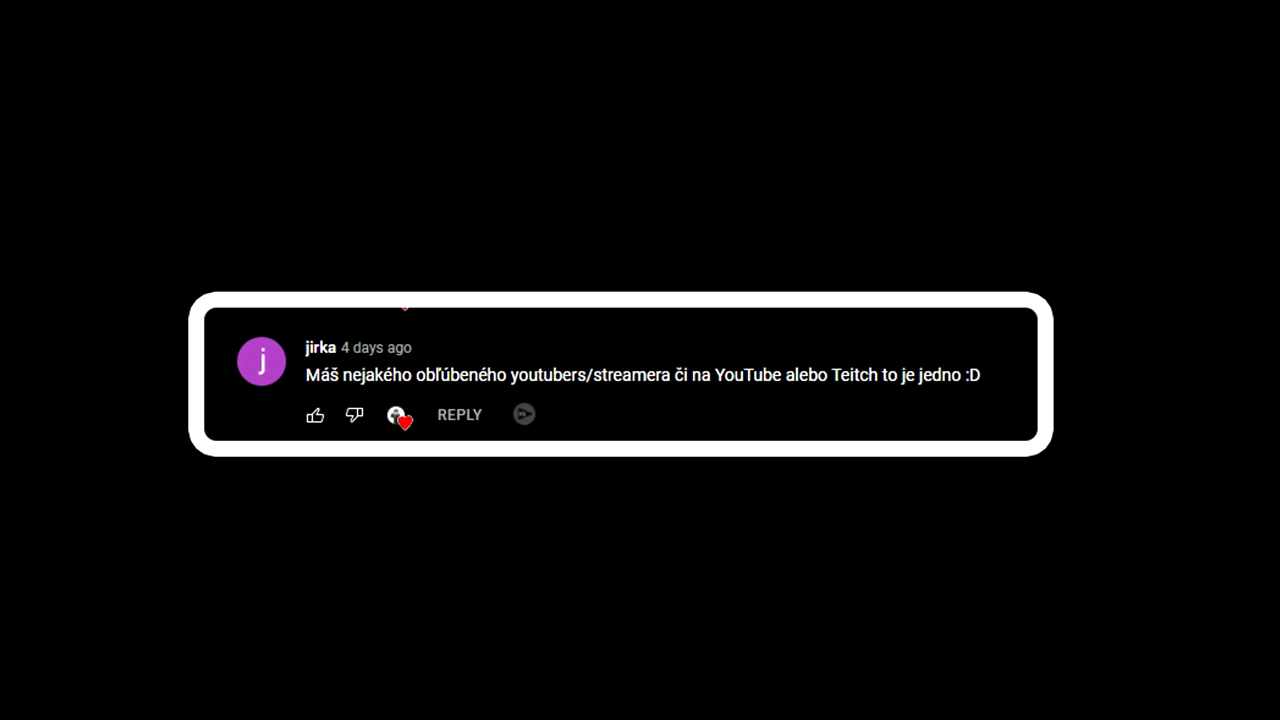 j
jirka 4 days ago
Máš nejakého obľúbeného youtubers/streamera či na YouTube alebo Teitch to je jedno :D
REPLY